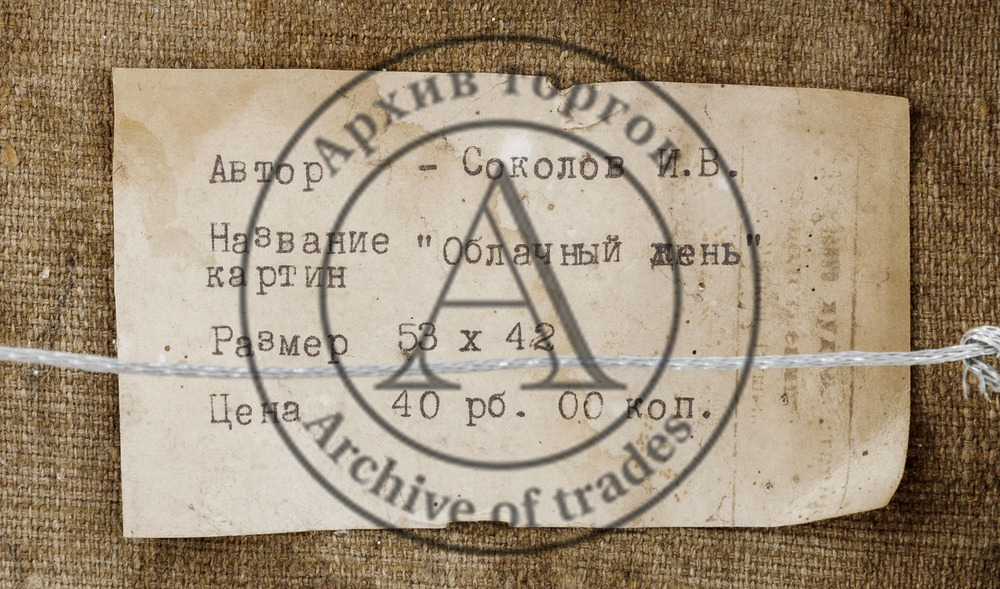 Архив торгов
Автор - Соколов И.В.
Название "Облачный день"
картин
Размер 53 х 42
Цена 40 рб. 00 коп.
Archive of trades